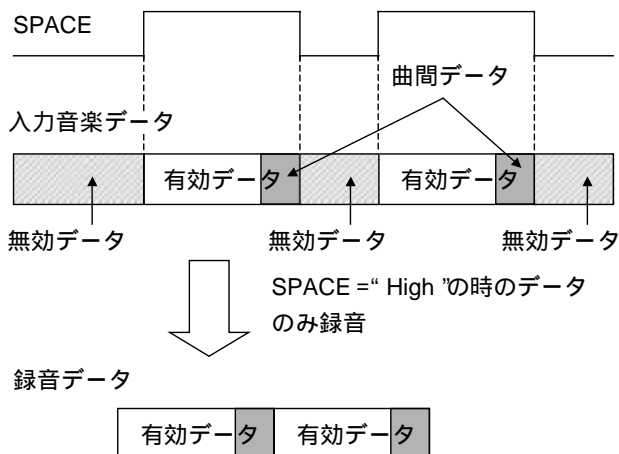 SPACE
曲間データ
入力音楽データ
有効データ
有効データ
無効データ
無効データ
無効データ
SPACE =“ High ”の時のデータ
のみ録音
録音データ
有効データ
有効データ